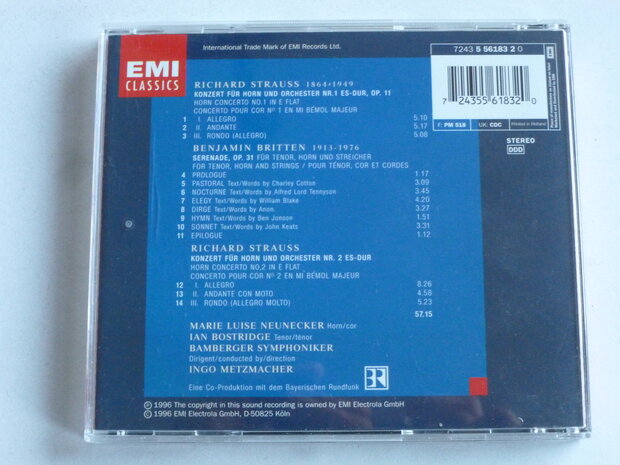 International Trade Mark of EMI Records Ltd.
EMI
CLASSICS
7243 5 56183 2 0
7 24355 61832 0
F: PM 518
UK: CDC
Printed in Holland
STEREO
DDD
RICHARD STRAUSS 1864•1949
KONZERT FÜR HORN UND ORCHESTER NR.1 ES-DUR, OP. 11
HORN CONCERTO NO.1 IN E FLAT
CONCERTO POUR COR Nº 1 EN MI BÉMOL MAJEUR
1 I. ALLEGRO 5.10
2 II. ANDANTE 5.17
3 III. RONDO (ALLEGRO) 5.08
BENJAMIN BRITTEN 1913-1976
SERENADE, OP. 31 FÜR TENOR, HORN UND STREICHER
FOR TENOR, HORN AND STRINGS / POUR TÉNOR, COR ET CORDES
4 PROLOGUE 1.17
5 PASTORAL Text/Words by Charley Cotton 3.09
6 NOCTURNE Text/Words by Alfred Lord Tennyson 3.45
7 ELEGY Text/Words by William Blake 4.20
8 DIRGE Text/Words by Anon. 3.27
9 HYMN Text/Words by Ben Jonson 1.51
10 SONNET Text/Words by John Keats 3.31
11 EPILOGUE 1.12
RICHARD STRAUSS
KONZERT FÜR HORN UND ORCHESTER NR. 2 ES-DUR
HORN CONCERTO NO.2 IN E FLAT
CONCERTO POUR COR Nº 2 EN MI BÉMOL MAJEUR
12 I. ALLEGRO 8.26
13 II. ANDANTE CON MOTO 4.58
14 III. RONDO (ALLEGRO MOLTO) 5.23
57.15
MARIE LUISE NEUNECKER Horn/cor
IAN BOSTRIDGE Tenor/ténor
BAMBERGER SYMPHONIKER
Dirigent/conducted by/direction
INGO METZMACHER
Eine Co-Produktion mit dem Bayerischen Rundfunk
BR
℗ 1996 The copyright in this sound recording is owned by EMI Electrola GmbH
© 1996 EMI Electrola GmbH, D-50825 Köln